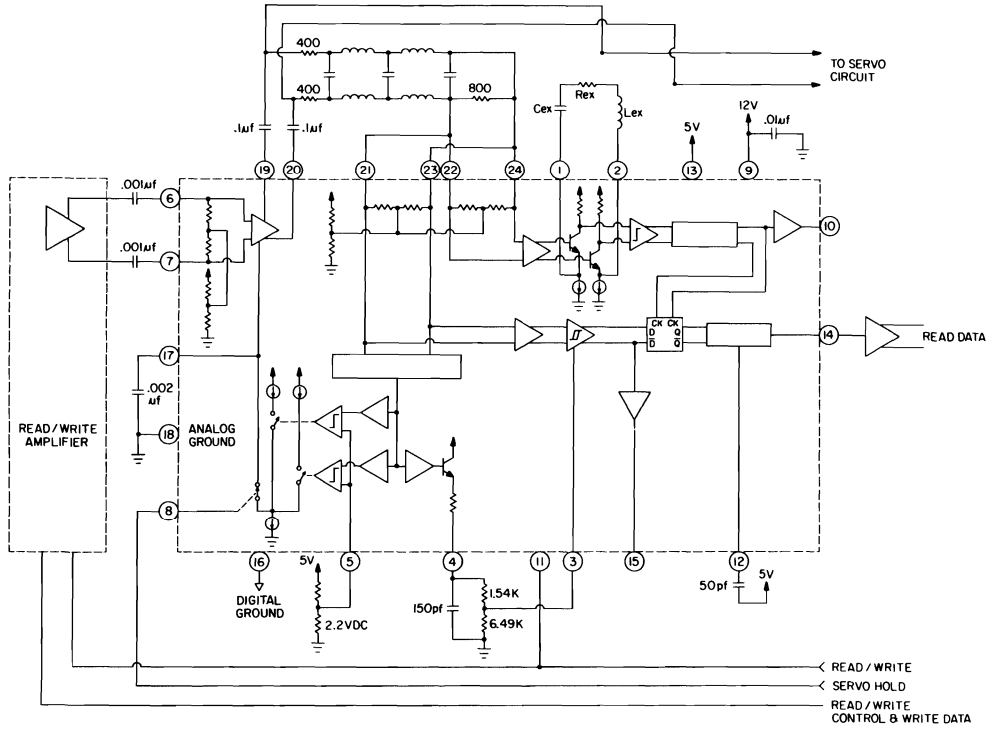 400
400
800
TO SERVO
CIRCUIT
Cex
Rex
Lex
5V
12V
.01µf
.1µf
.1µf
19
20
21
23
22
24
1
2
13
9
.001µf
6
.001µf
7
10
CK CK
D Q
D̅ Q̅
14
READ DATA
17
.002
µf
18
ANALOG
GROUND
READ/WRITE
AMPLIFIER
8
16
DIGITAL
GROUND
5V
5
2.2VDC
4
150pf
1.54K
6.49K
11
3
15
12
50pf
5V
READ/WRITE
SERVO HOLD
READ/WRITE
CONTROL & WRITE DATA